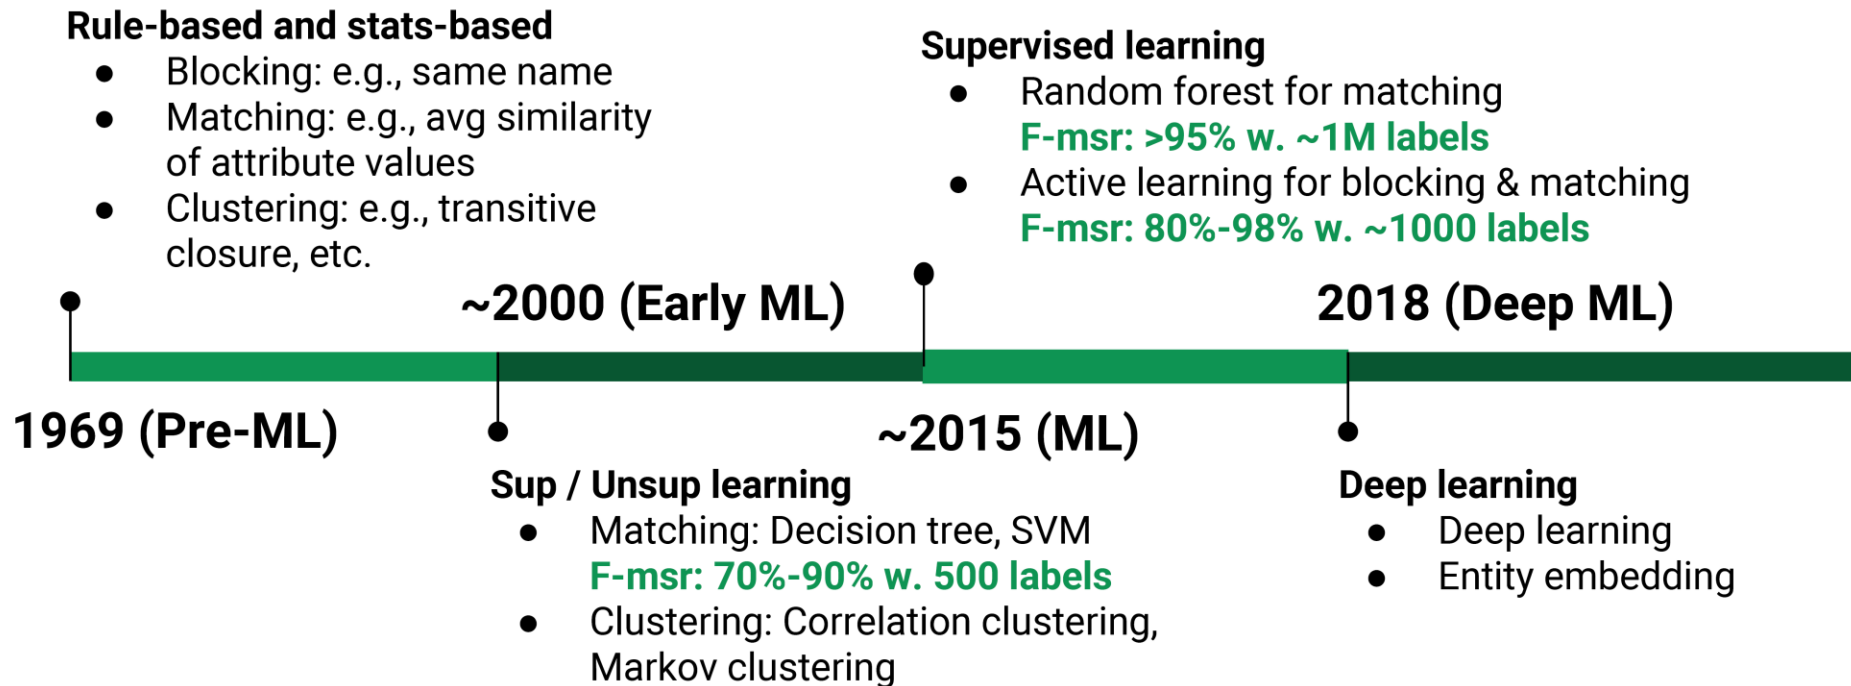 Rule-based and stats-based
● Blocking: e.g., same name
● Matching: e.g., avg similarity
of attribute values
● Clustering: e.g., transitive
closure, etc.
1969 (Pre-ML)
~2000 (Early ML)
Sup / Unsup learning
● Matching: Decision tree, SVM
F-msr: 70%-90% w. 500 labels
● Clustering: Correlation clustering,
Markov clustering
Supervised learning
● Random forest for matching
F-msr: >95% w. ~1M labels
● Active learning for blocking & matching
F-msr: 80%-98% w. ~1000 labels
~2015 (ML)
2018 (Deep ML)
Deep learning
● Deep learning
● Entity embedding